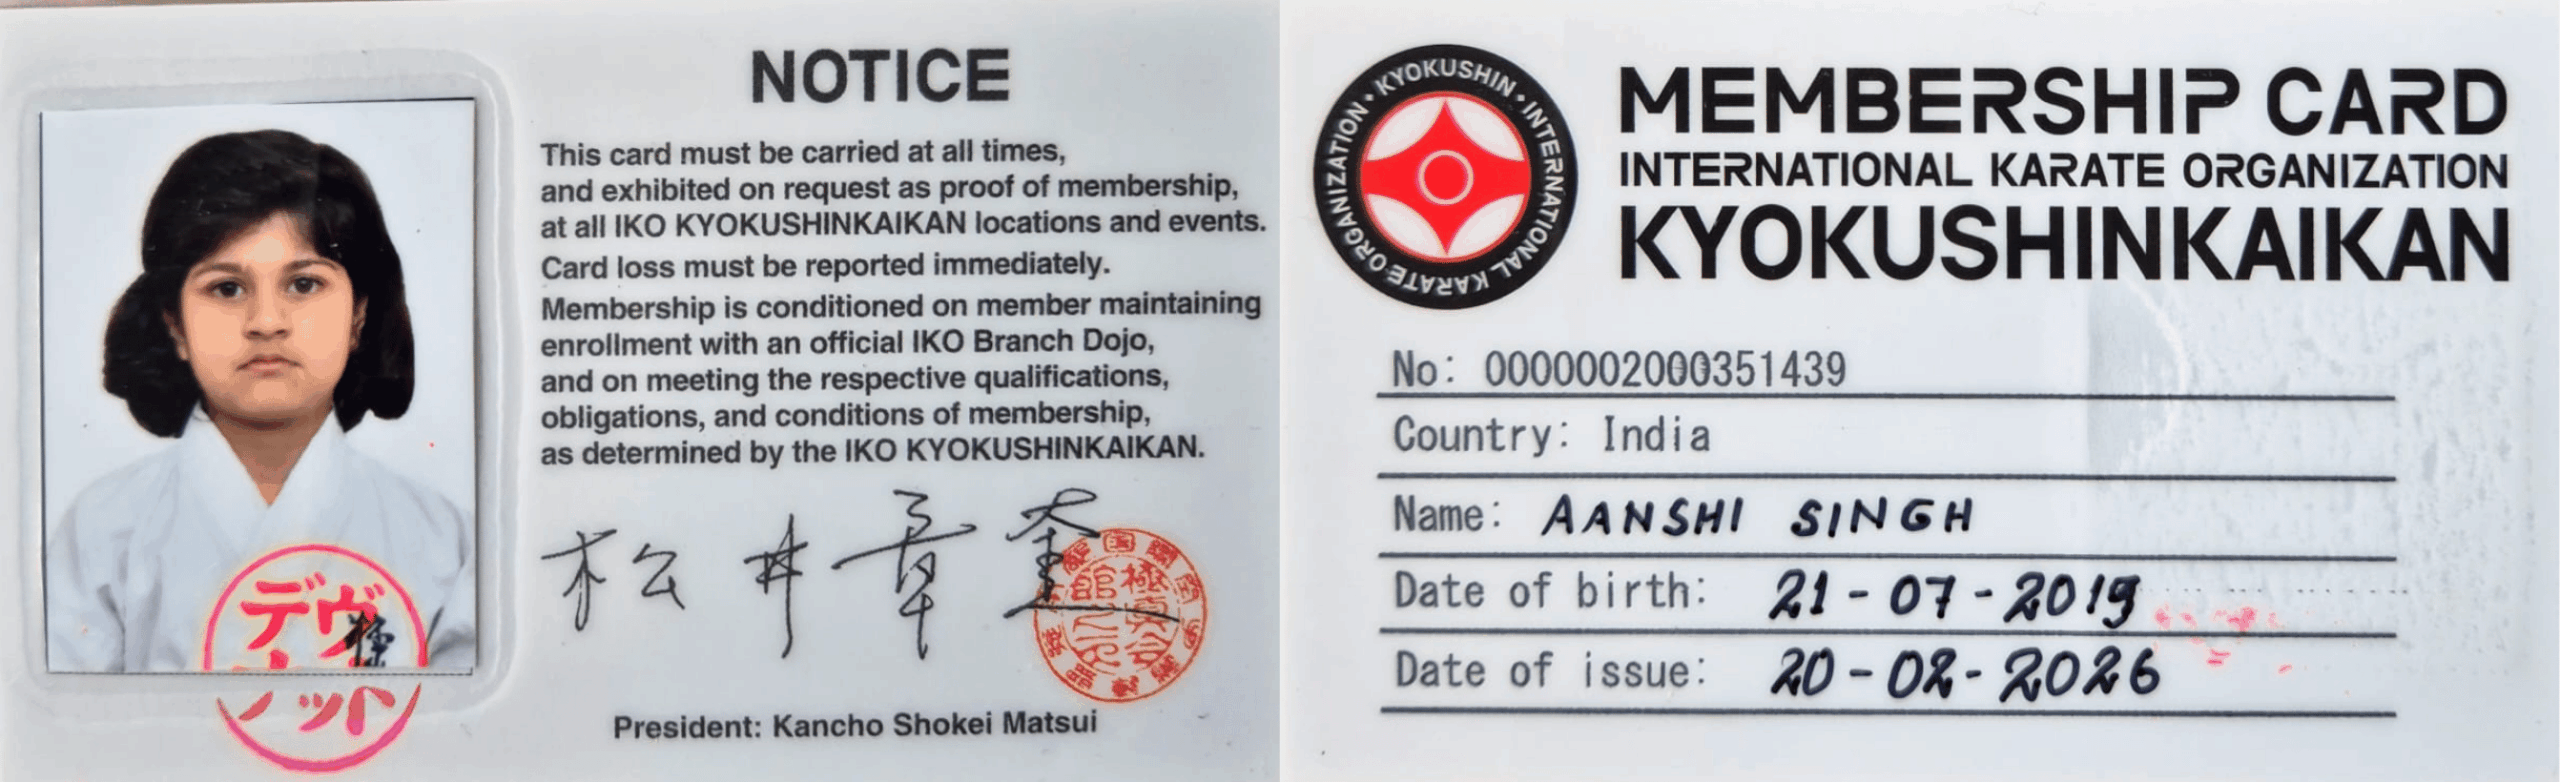 NOTICE
This card must be carried at all times,
and exhibited on request as proof of membership,
at all IKO KYOKUSHINKAIKAN locations and events.
Card loss must be reported immediately.
Membership is conditioned on member maintaining
enrollment with an official IKO Branch Dojo,
and on meeting the respective qualifications,
obligations, and conditions of membership,
as determined by the IKO KYOKUSHINKAIKAN.
松井章奎
President: Kancho Shokei Matsui
KYOKUSHIN • INTERNATIONAL KARATE ORGANIZATION •
MEMBERSHIP CARD
INTERNATIONAL KARATE ORGANIZATION
KYOKUSHINKAIKAN
No: 0000002000351439
Country: India
Name: AANSHI SINGH
Date of birth: 21-07-2019
Date of issue: 20-02-2026